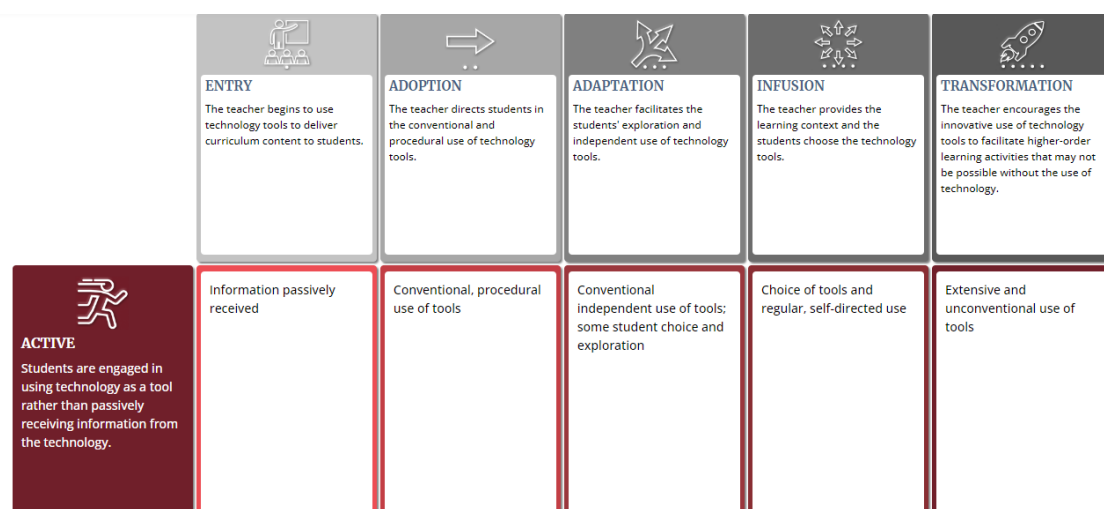 ENTRY
The teacher begins to use
technology tools to deliver
curriculum content to students.
ADOPTION
The teacher directs students in
the conventional and
procedural use of technology
tools.
ADAPTATION
The teacher facilitates the
students' exploration and
independent use of technology
tools.
INFUSION
The teacher provides the
learning context and the
students choose the technology
tools.
TRANSFORMATION
The teacher encourages the
innovative use of technology
tools to facilitate higher-order
learning activities that may not
be possible without the use of
technology.
ACTIVE
Students are engaged in
using technology as a tool
rather than passively
receiving information from
the technology.
Information passively
received
Conventional, procedural
use of tools
Conventional
independent use of tools;
some student choice and
exploration
Choice of tools and
regular, self-directed use
Extensive and
unconventional use of
tools